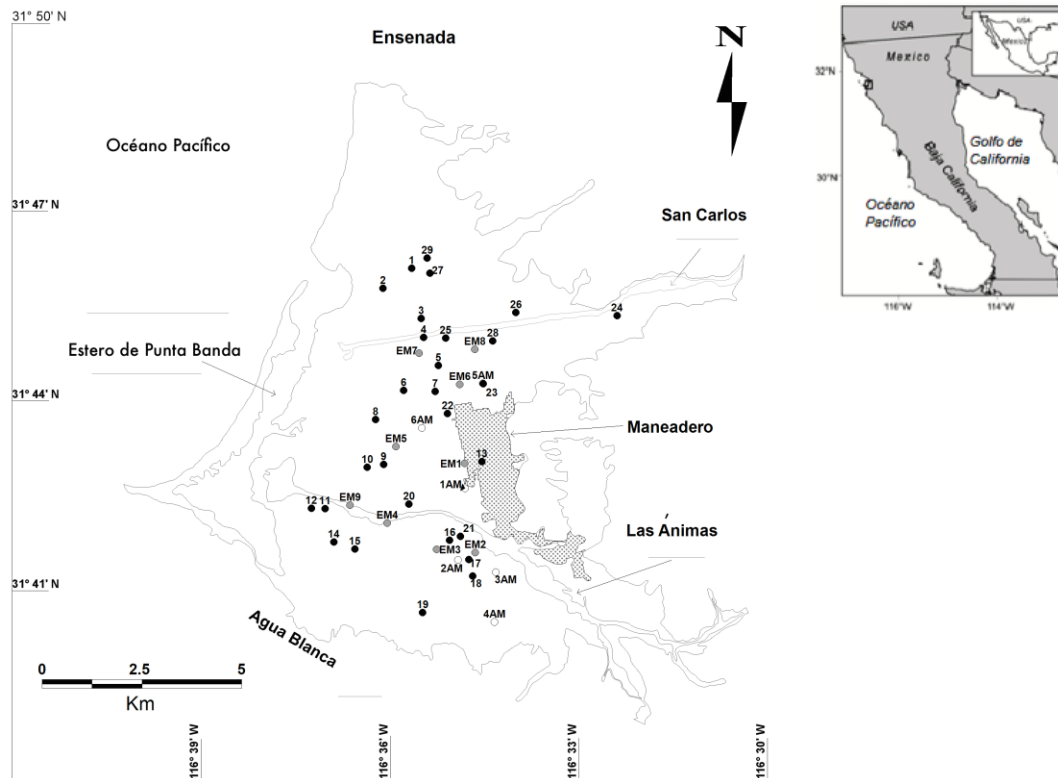 31° 50' N
Ensenada
N
Océano Pacífico
31° 47' N
San Carlos
29
1
27
2
26
24
3
4
25
28
EM8
EM7
Estero de Punta Banda
5
EM6
5AM
23
6
7
31° 44' N
22
8
6AM
Maneadero
EM5
13
10
9
EM1
1AM
12
11
EM9
20
EM4
Las Ánimas
14
15
16
21
EM3
EM2
2AM
17
18
3AM
31° 41' N
19
4AM
Agua Blanca
0
2.5
5
Km
116° 39' W
116° 36' W
116° 33' W
116° 30' W
USA
Mexico
USA
Mexico
32°N
Golfo de
California
Baja California
30°N
Océano
Pacífico
116°W
114°W